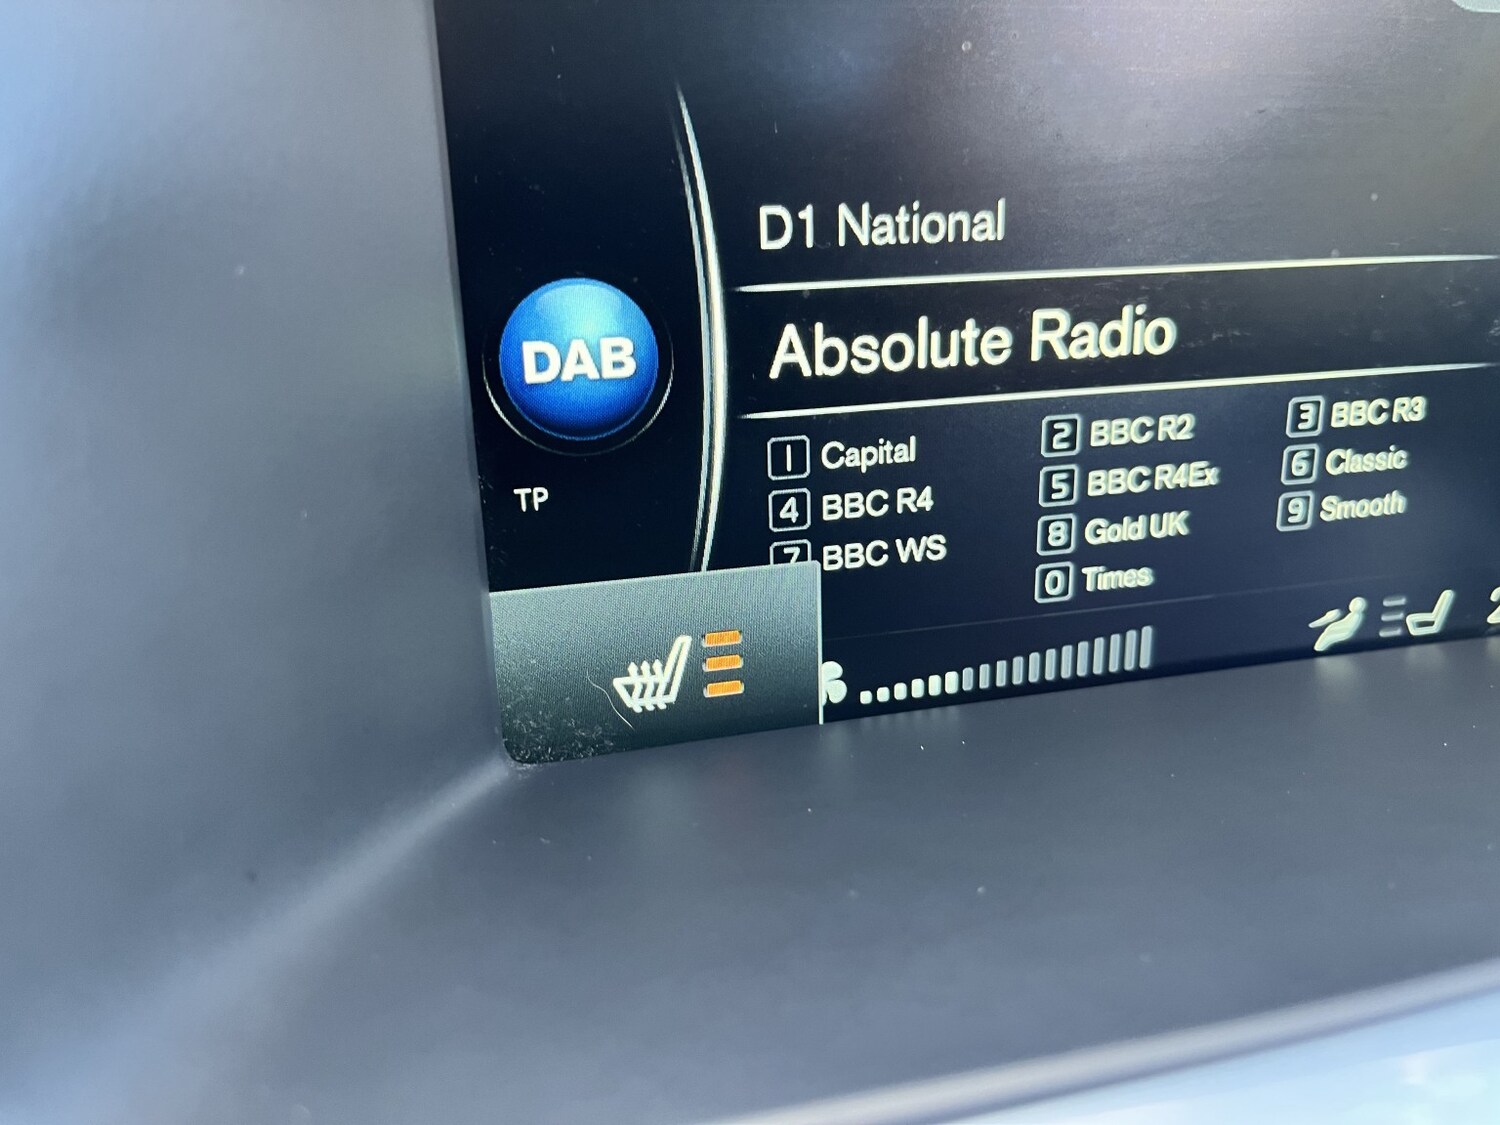 D1 National
DAB
Absolute Radio
TP
1 Capital
2 BBC R2
3 BBC R3
4 BBC R4
5 BBC R4Ex
6 Classic
7 BBC WS
8 Gold UK
9 Smooth
0 Times